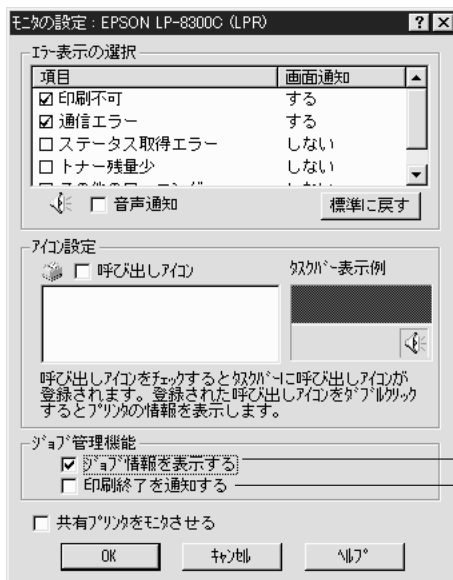 ﾓﾆﾀの設定：EPSON LP-8300C (LPR)
ｴﾗｰ表示の選択
項目 画面通知
印刷不可 する
通信エラー する
ステータス取得エラー しない
トナー残量少 しない
音声通知 標準に戻す
ｱｲｺﾝ設定
呼び出しｱｲｺﾝ ﾀｽｸﾊﾞｰ表示例
呼び出しｱｲｺﾝをﾁｪｯｸするとﾀｽｸﾊﾞｰに呼び出しｱｲｺﾝが
登録されます。登録された呼び出しｱｲｺﾝをﾀﾞﾌﾞﾙｸﾘｯｸ
するとﾌﾟﾘﾝﾀの情報を表示します。
ｼﾞｮﾌﾞ管理機能
ｼﾞｮﾌﾞ情報を表示する
印刷終了を通知する
共有ﾌﾟﾘﾝﾀをﾓﾆﾀさせる
OK ｷｬﾝｾﾙ ﾍﾙﾌﾟ